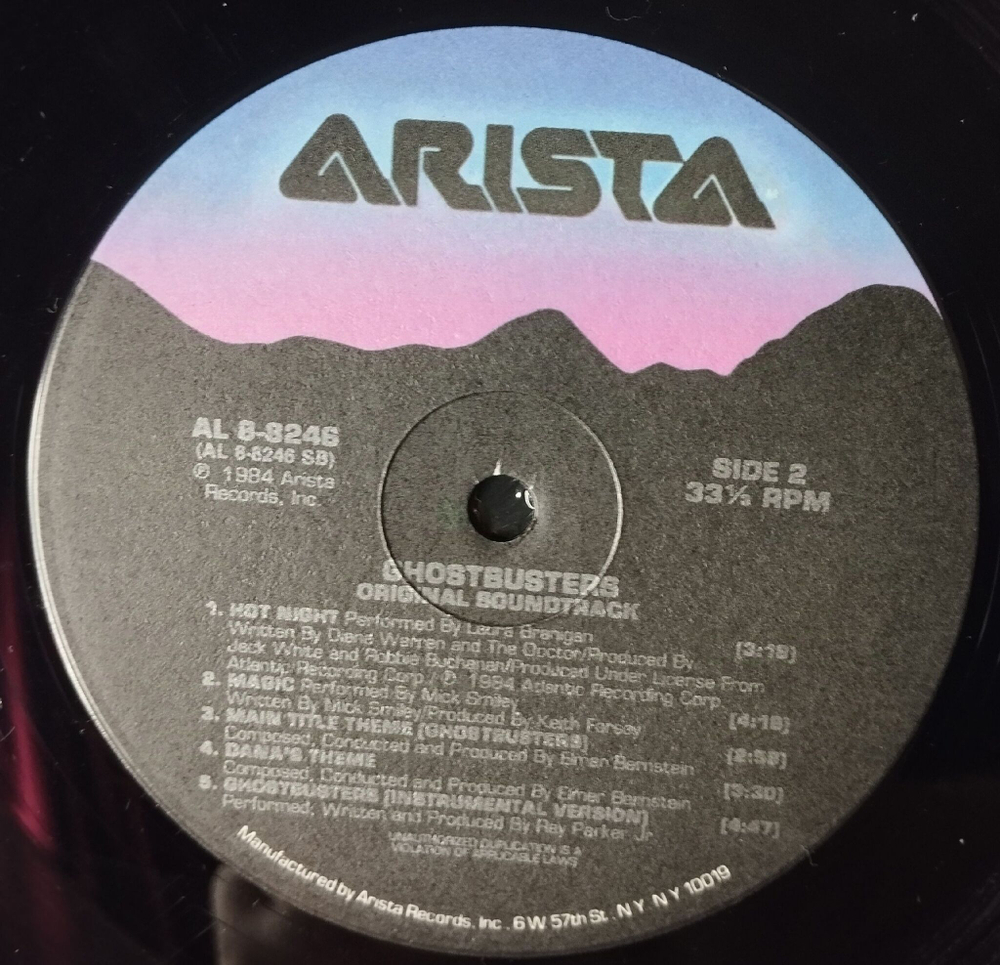 ARISTA
AL 8-8246
(AL 8-8246 SB)
℗ 1984 Arista
Records, Inc.
SIDE 2
33⅓ RPM
GHOSTBUSTERS
ORIGINAL SOUNDTRACK
1. HOT NIGHT Performed By Laura Branigan
Written By Diane Warren and The Doctor/Produced By [3:19]
Jack White and Robbie Buchanan/Produced Under License From
Atlantic Recording Corp./℗ 1984 Atlantic Recording Corp.
2. MAGIC Performed By Mick Smiley
Written By Mick Smiley/Produced By Keith Forsey [4:18]
3. MAIN TITLE THEME [GHOSTBUSTERS]
Composed, Conducted and Produced By Elmer Bernstein [2:58]
4. DANA'S THEME
Composed, Conducted and Produced By Elmer Bernstein [3:30]
5. GHOSTBUSTERS [INSTRUMENTAL VERSION]
Performed, Written and Produced By Ray Parker Jr. [4:47]
UNAUTHORIZED DUPLICATION IS A
VIOLATION OF APPLICABLE LAWS
Manufactured by Arista Records, Inc. 6 W 57th St. N Y N Y 10019